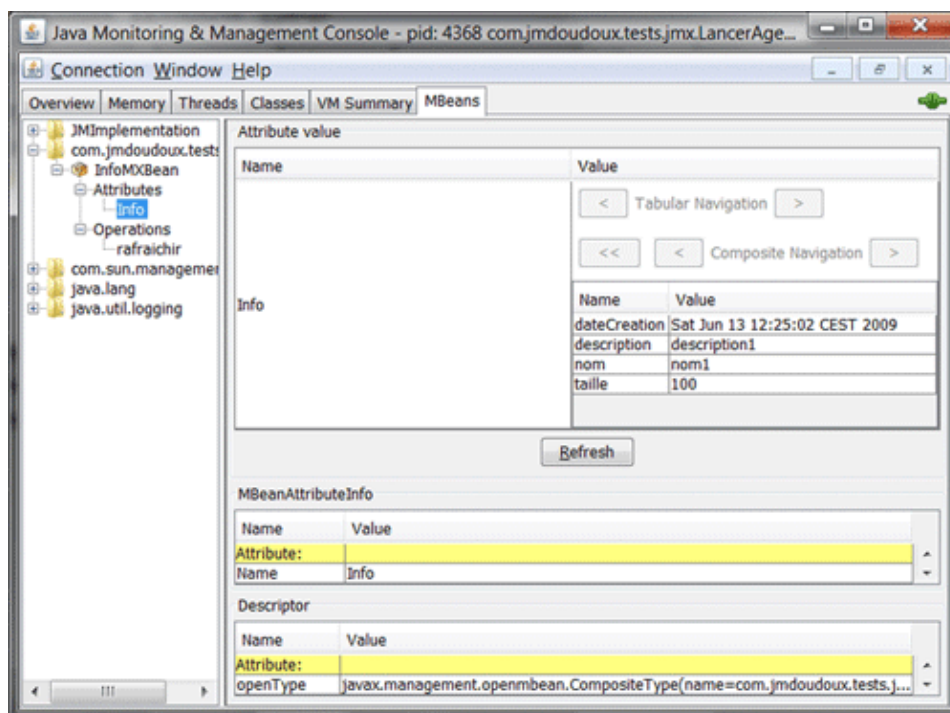 Java Monitoring & Management Console - pid: 4368 com.jmdoudoux.tests.jmx.LancerAge...
Connection Window Help
Overview Memory Threads Classes VM Summary MBeans
JMImplementation
com.jmdoudoux.tests
InfoMXBean
Attributes
Info
Operations
rafraichir
com.sun.managemen
java.lang
java.util.logging
Attribute value
Name Value
Info
< Tabular Navigation >
<< < Composite Navigation >
Name Value
dateCreation Sat Jun 13 12:25:02 CEST 2009
description description1
nom nom1
taille 100
Refresh
MBeanAttributeInfo
Name Value
Attribute:
Name Info
Descriptor
Name Value
Attribute:
openType javax.management.openmbean.CompositeType(name=com.jmdoudoux.tests.j...